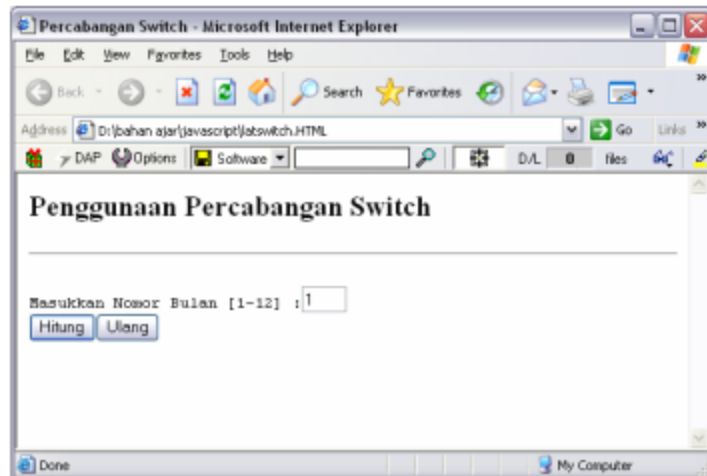 Percabangan Switch - Microsoft Internet Explorer
File Edit View Favorites Tools Help
Back Search Favorites
Address D:\bahan ajar\javascript\latswitch.HTML Go Links
DAP Options Software D/L 0 files
Penggunaan Percabangan Switch
Masukkan Nomor Bulan [1-12] :1
Hitung Ulang
Done My Computer